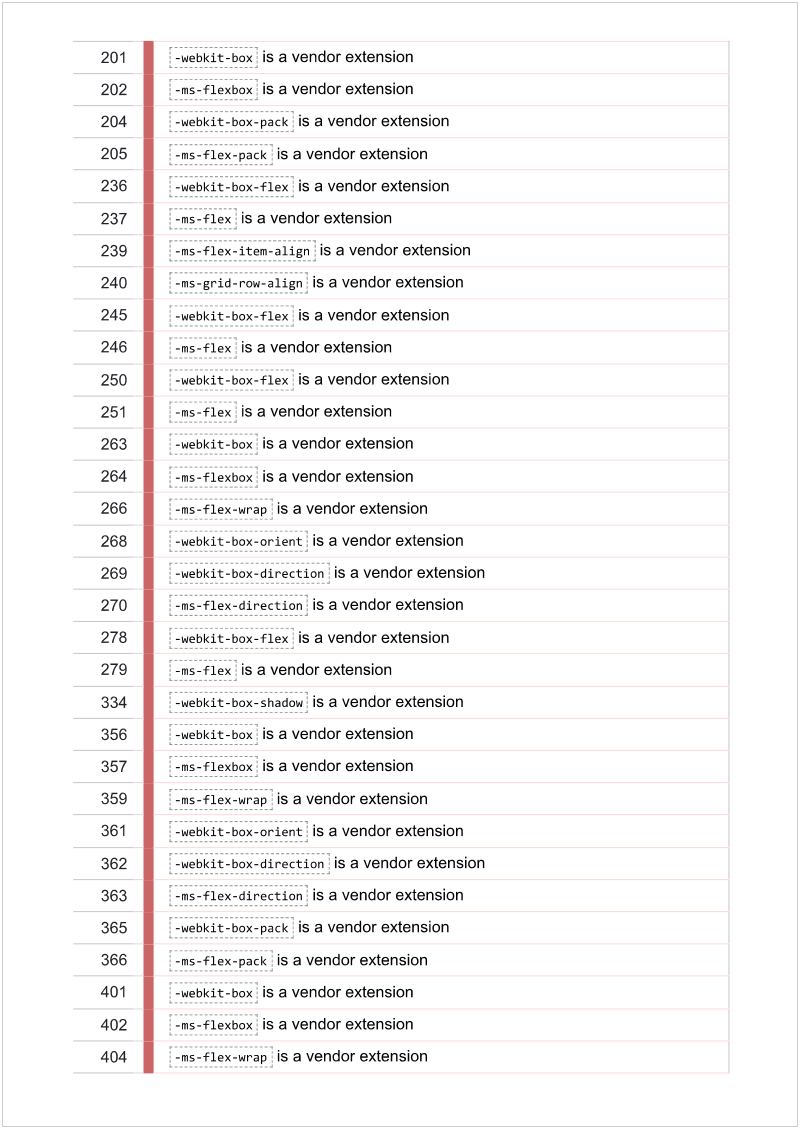 201 -webkit-box is a vendor extension
202 -ms-flexbox is a vendor extension
204 -webkit-box-pack is a vendor extension
205 -ms-flex-pack is a vendor extension
236 -webkit-box-flex is a vendor extension
237 -ms-flex is a vendor extension
239 -ms-flex-item-align is a vendor extension
240 -ms-grid-row-align is a vendor extension
245 -webkit-box-flex is a vendor extension
246 -ms-flex is a vendor extension
250 -webkit-box-flex is a vendor extension
251 -ms-flex is a vendor extension
263 -webkit-box is a vendor extension
264 -ms-flexbox is a vendor extension
266 -ms-flex-wrap is a vendor extension
268 -webkit-box-orient is a vendor extension
269 -webkit-box-direction is a vendor extension
270 -ms-flex-direction is a vendor extension
278 -webkit-box-flex is a vendor extension
279 -ms-flex is a vendor extension
334 -webkit-box-shadow is a vendor extension
356 -webkit-box is a vendor extension
357 -ms-flexbox is a vendor extension
359 -ms-flex-wrap is a vendor extension
361 -webkit-box-orient is a vendor extension
362 -webkit-box-direction is a vendor extension
363 -ms-flex-direction is a vendor extension
365 -webkit-box-pack is a vendor extension
366 -ms-flex-pack is a vendor extension
401 -webkit-box is a vendor extension
402 -ms-flexbox is a vendor extension
404 -ms-flex-wrap is a vendor extension